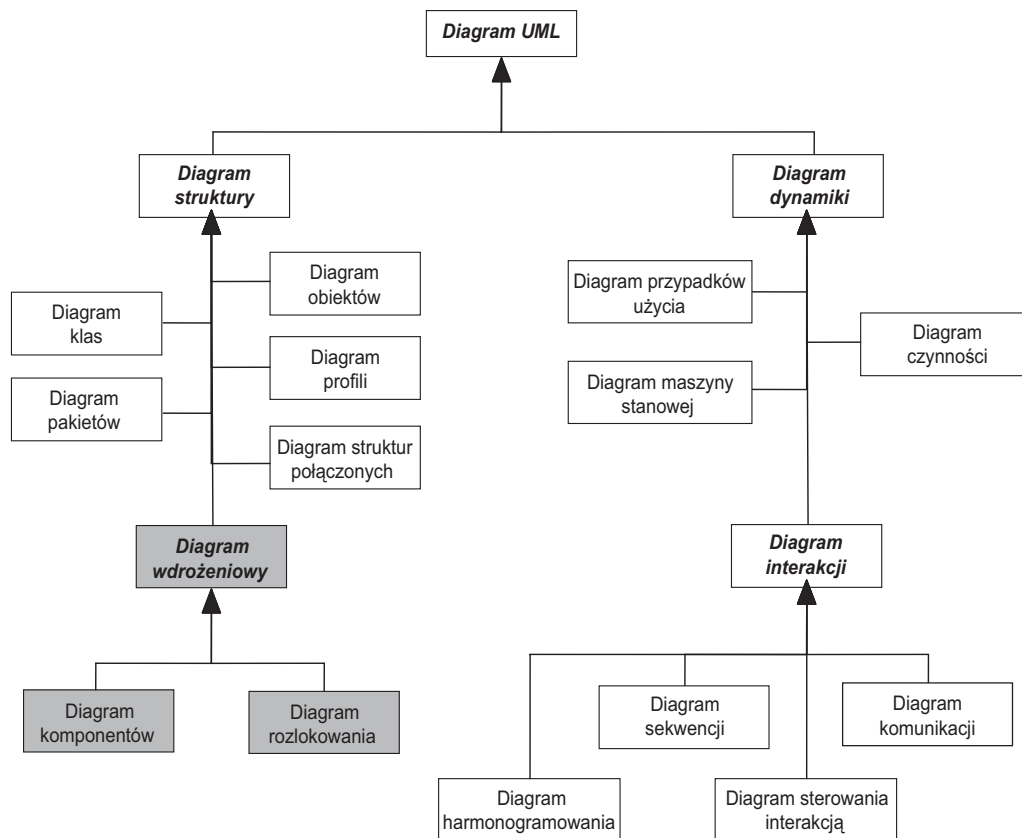 Diagram UML
Diagram
struktury
Diagram
dynamiki
Diagram
obiektów
Diagram przypadków
użycia
Diagram
klas
Diagram
czynności
Diagram
profili
Diagram maszyny
stanowej
Diagram
pakietów
Diagram struktur
połączonych
Diagram
wdrożeniowy
Diagram
interakcji
Diagram
komponentów
Diagram
rozlokowania
Diagram
sekwencji
Diagram
komunikacji
Diagram
harmonogramowania
Diagram sterowania
interakcją